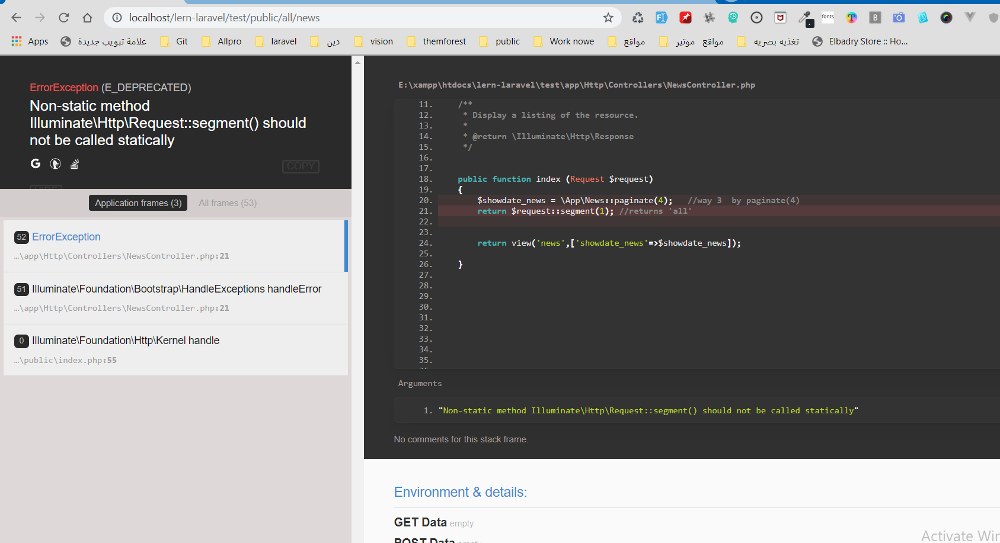 localhost/lern-laravel/test/public/all/news
fonts
Apps علامة تبويب جديدة Git Allpro laravel دين vision themforest public Work nowe مواقع مواقع موتير تغذيه بصريه Elbadry Store :: Ho...
ErrorException (E_DEPRECATED)
Non-static method
Illuminate\Http\Request::segment() should
not be called statically
COPY
HIDE
Application frames (3) All frames (53)
52 ErrorException
…\app\Http\Controllers\NewsController.php:21
51 Illuminate\Foundation\Bootstrap\HandleExceptions handleError
…\app\Http\Controllers\NewsController.php:21
0 Illuminate\Foundation\Http\Kernel handle
…\public\index.php:55
E:\xampp\htdocs\lern-laravel\test\app\Http\Controllers\NewsController.php
11. /**
12. * Display a listing of the resource.
13. *
14. * @return \Illuminate\Http\Response
15. */
16.
17.
18. public function index (Request $request)
19. {
20. $showdate_news = \App\News::paginate(4); //way 3 by paginate(4)
21. return $request::segment(1); //returns 'all'
22.
23.
24. return view('news',['showdate_news'=>$showdate_news]);
25.
26. }
27.
28.
29.
30.
31.
32.
33.
34.
35.
Arguments
1. "Non-static method Illuminate\Http\Request::segment() should not be called statically"
No comments for this stack frame.
Environment & details:
GET Data empty
POST Data empty
Activate Win